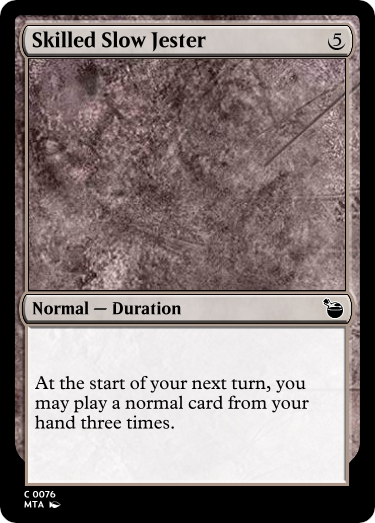 Skilled Slow Jester 5
Normal — Duration
At the start of your next turn, you
may play a normal card from your
hand three times.
C 0076
MTA